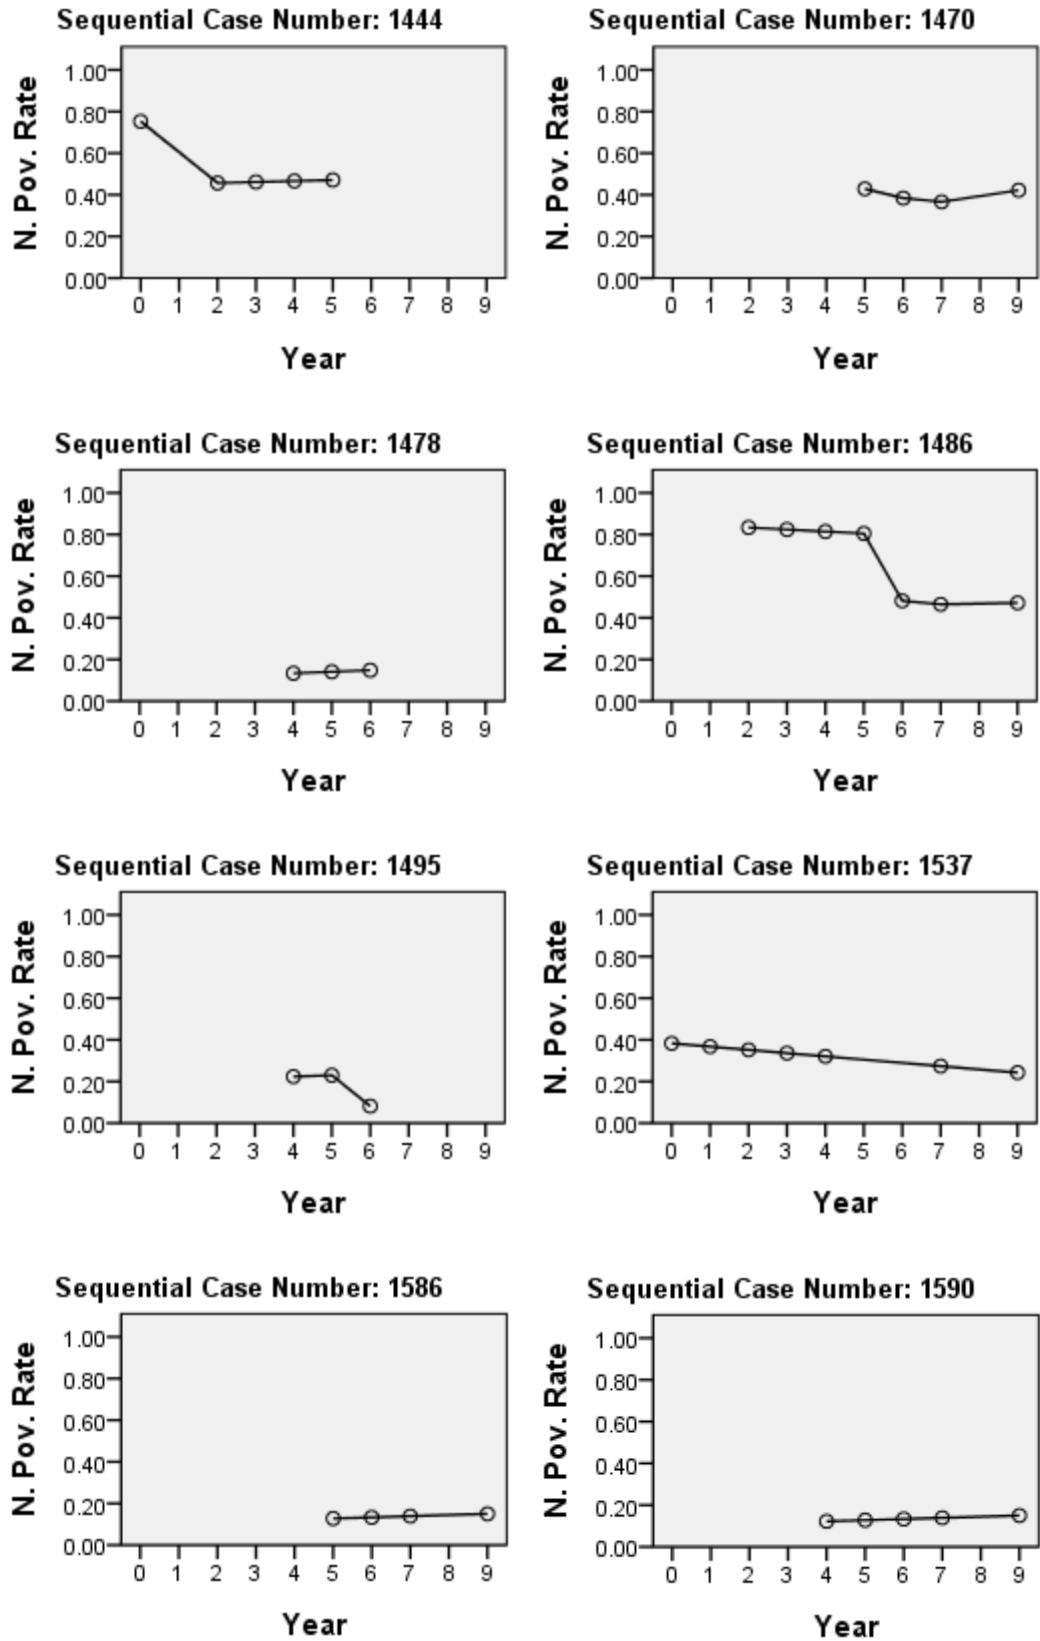 Sequential Case Number: 1444
N. Pov. Rate
1.00
0.80
0.60
0.40
0.20
0.00
0 1 2 3 4 5 6 7 8 9
Year
Sequential Case Number: 1470
N. Pov. Rate
1.00
0.80
0.60
0.40
0.20
0.00
0 1 2 3 4 5 6 7 8 9
Year
Sequential Case Number: 1478
N. Pov. Rate
1.00
0.80
0.60
0.40
0.20
0.00
0 1 2 3 4 5 6 7 8 9
Year
Sequential Case Number: 1486
N. Pov. Rate
1.00
0.80
0.60
0.40
0.20
0.00
0 1 2 3 4 5 6 7 8 9
Year
Sequential Case Number: 1495
N. Pov. Rate
1.00
0.80
0.60
0.40
0.20
0.00
0 1 2 3 4 5 6 7 8 9
Year
Sequential Case Number: 1537
N. Pov. Rate
1.00
0.80
0.60
0.40
0.20
0.00
0 1 2 3 4 5 6 7 8 9
Year
Sequential Case Number: 1586
N. Pov. Rate
1.00
0.80
0.60
0.40
0.20
0.00
0 1 2 3 4 5 6 7 8 9
Year
Sequential Case Number: 1590
N. Pov. Rate
1.00
0.80
0.60
0.40
0.20
0.00
0 1 2 3 4 5 6 7 8 9
Year